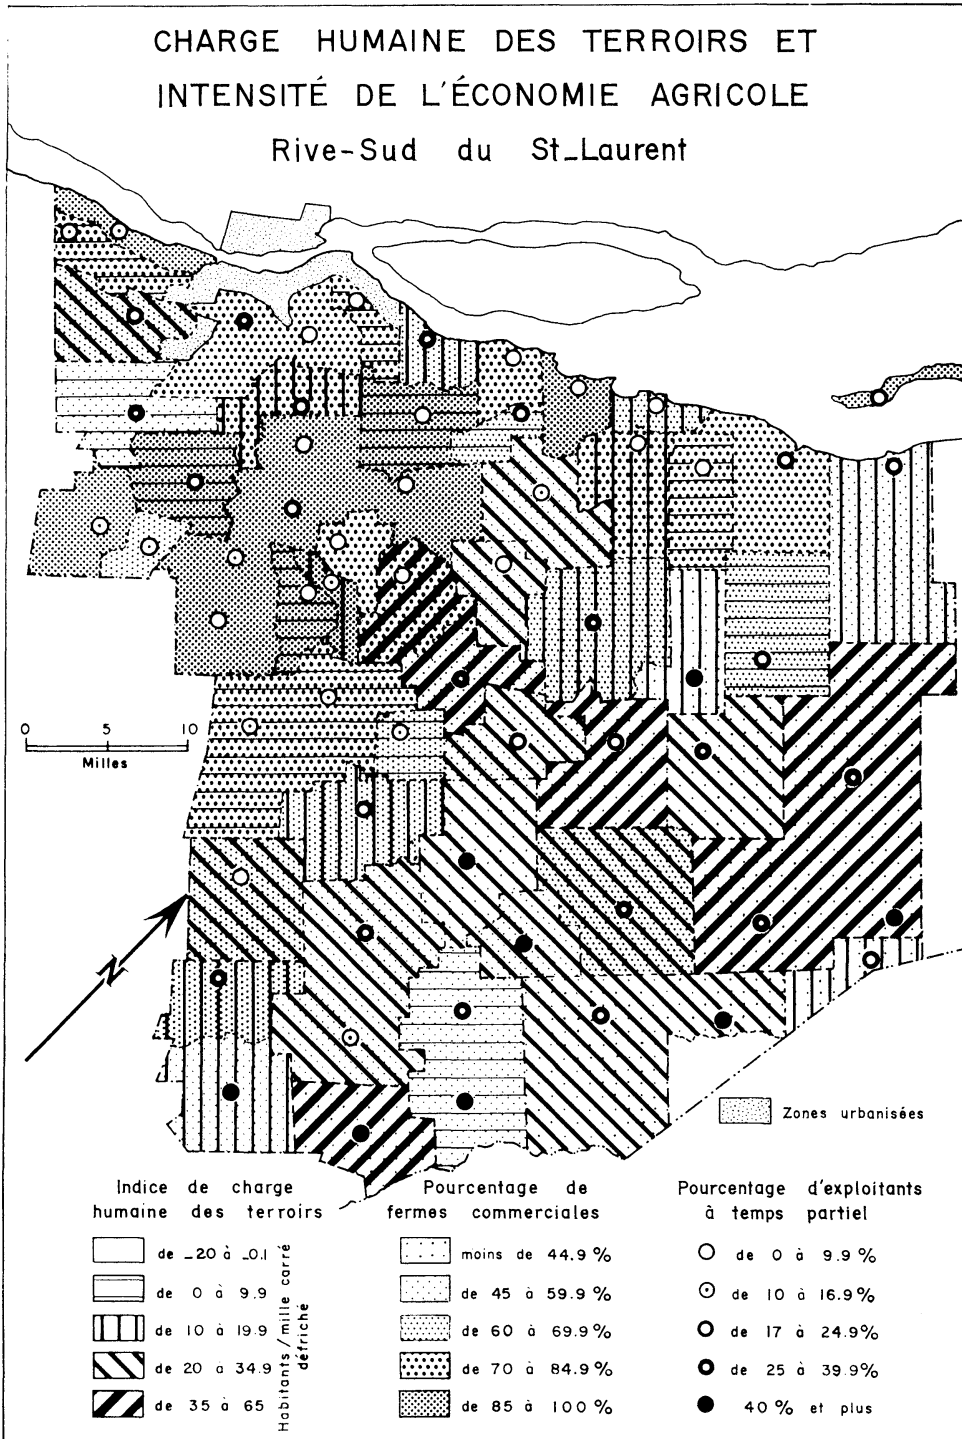 CHARGE HUMAINE DES TERROIRS ET
INTENSITÉ DE L'ÉCONOMIE AGRICOLE
Rive-Sud du St_Laurent
0 5 10
Milles
N
Zones urbanisées
Indice de charge
humaine des terroirs
de _20 à _0.1
de 0 à 9.9
de 10 à 19.9
de 20 à 34.9
de 35 à 65
Habitants/mille carré
défriché
Pourcentage de
fermes commerciales
moins de 44.9%
de 45 à 59.9%
de 60 à 69.9%
de 70 à 84.9%
de 85 à 100%
Pourcentage d'exploitants
à temps partiel
de 0 à 9.9%
de 10 à 16.9%
de 17 à 24.9%
de 25 à 39.9%
40% et plus